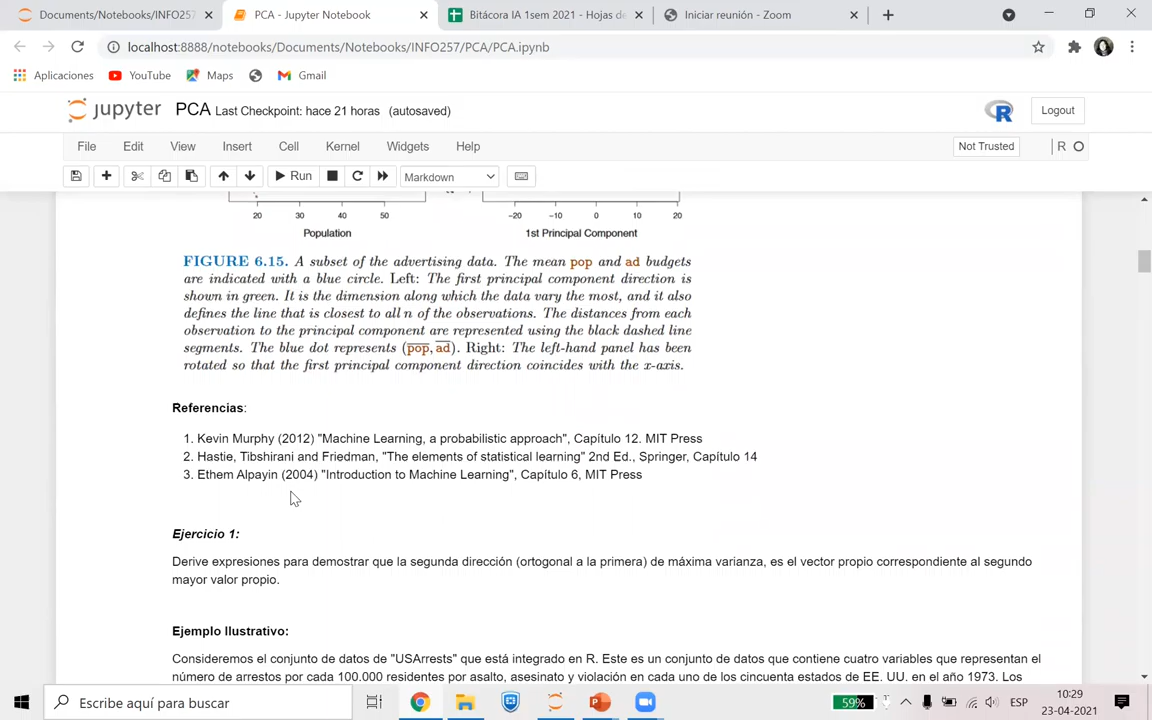 Documents/Notebooks/INFO257
PCA - Jupyter Notebook
Bitácora IA 1sem 2021 - Hojas de
Iniciar reunión - Zoom
localhost:8888/notebooks/Documents/Notebooks/INFO257/PCA/PCA.ipynb
Aplicaciones
YouTube
Maps
Gmail
jupyter
PCA Last Checkpoint: hace 21 horas (autosaved)
R
Logout
File Edit View Insert Cell Kernel Widgets Help
Not Trusted
R
Run
Markdown
20 30 40 50
-20 -10 0 10 20
Population
1st Principal Component
FIGURE 6.15. A subset of the advertising data. The mean pop and ad budgets
are indicated with a blue circle. Left: The first principal component direction is
shown in green. It is the dimension along which the data vary the most, and it also
defines the line that is closest to all n of the observations. The distances from each
observation to the principal component are represented using the black dashed line
segments. The blue dot represents (pop, ad). Right: The left-hand panel has been
rotated so that the first principal component direction coincides with the x-axis.
Referencias:
1. Kevin Murphy (2012) "Machine Learning, a probabilistic approach", Capítulo 12. MIT Press
2. Hastie, Tibshirani and Friedman, "The elements of statistical learning" 2nd Ed., Springer, Capítulo 14
3. Ethem Alpayin (2004) "Introduction to Machine Learning", Capítulo 6, MIT Press
Ejercicio 1:
Derive expresiones para demostrar que la segunda dirección (ortogonal a la primera) de máxima varianza, es el vector propio correspondiente al segundo
mayor valor propio.
Ejemplo Ilustrativo:
Consideremos el conjunto de datos de "USArrests" que está integrado en R. Este es un conjunto de datos que contiene cuatro variables que representan el
número de arrestos por cada 100.000 residentes por asalto, asesinato y violación en cada uno de los cincuenta estados de EE. UU. en el año 1973. Los
Escribe aquí para buscar
59%
ESP
10:29
23-04-2021